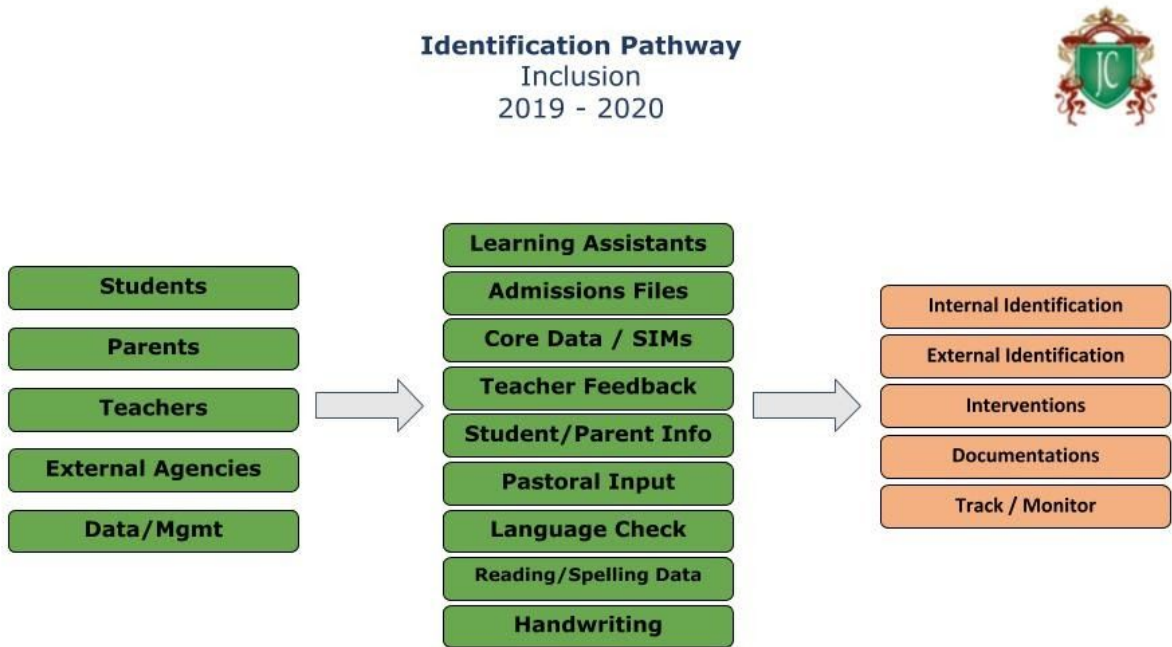 Identification Pathway
Inclusion
2019 - 2020
JC
Students
Parents
Teachers
External Agencies
Data/Mgmt
Learning Assistants
Admissions Files
Core Data / SIMs
Teacher Feedback
Student/Parent Info
Pastoral Input
Language Check
Reading/Spelling Data
Handwriting
Internal Identification
External Identification
Interventions
Documentations
Track / Monitor